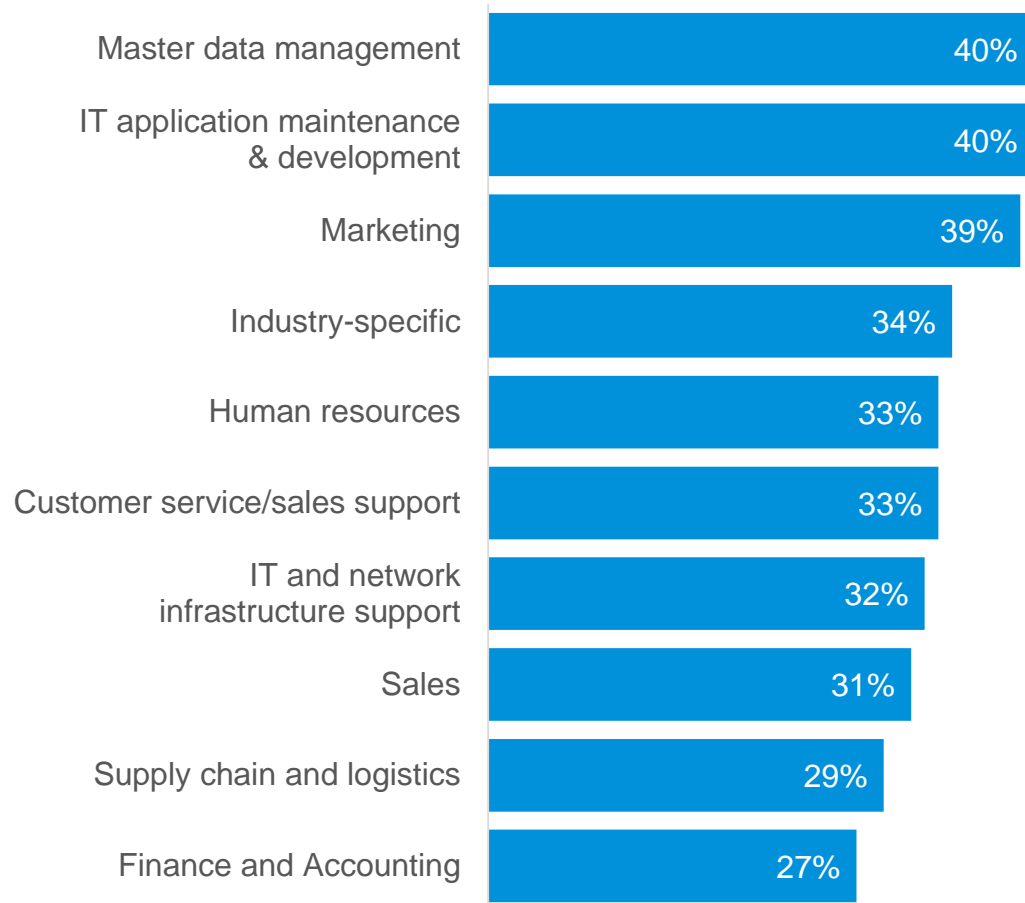 Master data management
40%
IT application maintenance
& development
40%
Marketing
39%
Industry-specific
34%
Human resources
33%
Customer service/sales support
33%
IT and network
infrastructure support
32%
Sales
31%
Supply chain and logistics
29%
Finance and Accounting
27%